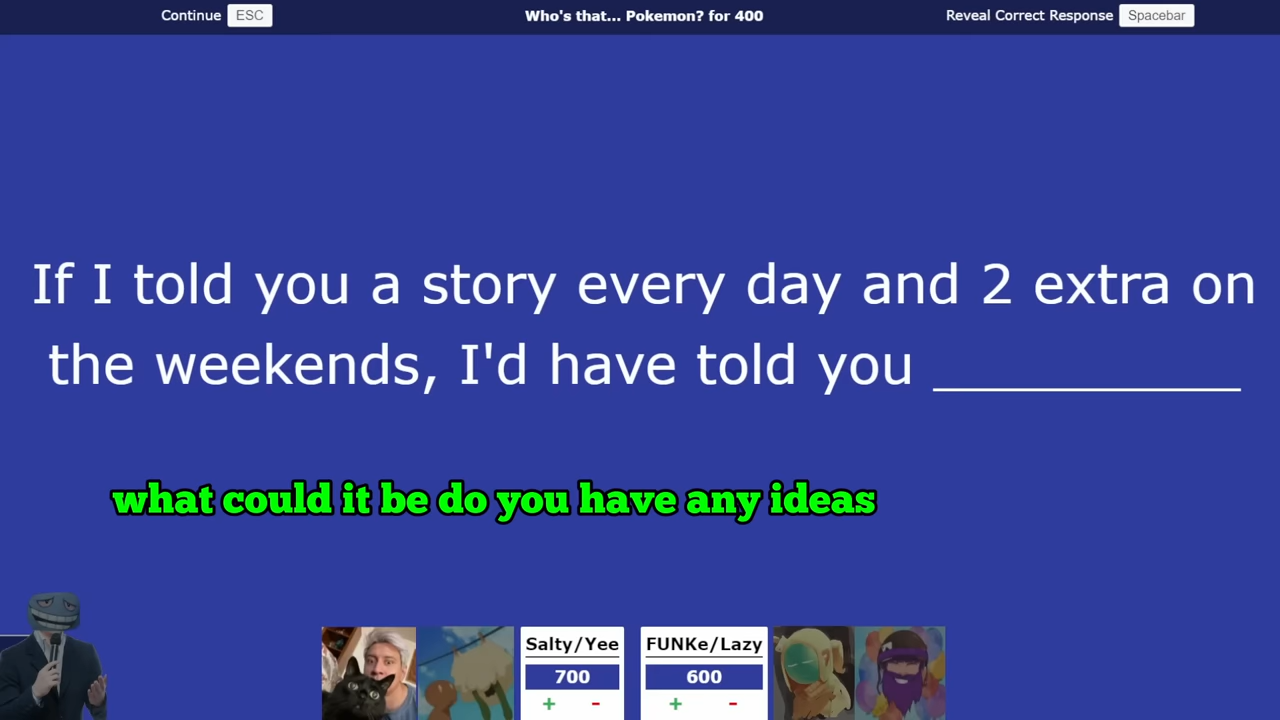 Continue ESC
Who's that... Pokemon? for 400
Reveal Correct Response Spacebar
If I told you a story every day and 2 extra on
the weekends, I'd have told you __________
what could it be do you have any ideas
Salty/Yee
700
+ -
FUNKe/Lazy
600
+ -